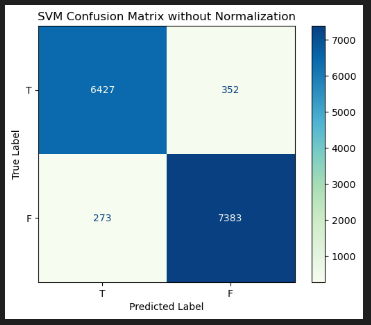 SVM Confusion Matrix without Normalization
True Label
T
6427
352
F
273
7383
T
F
Predicted Label
7000
6000
5000
4000
3000
2000
1000